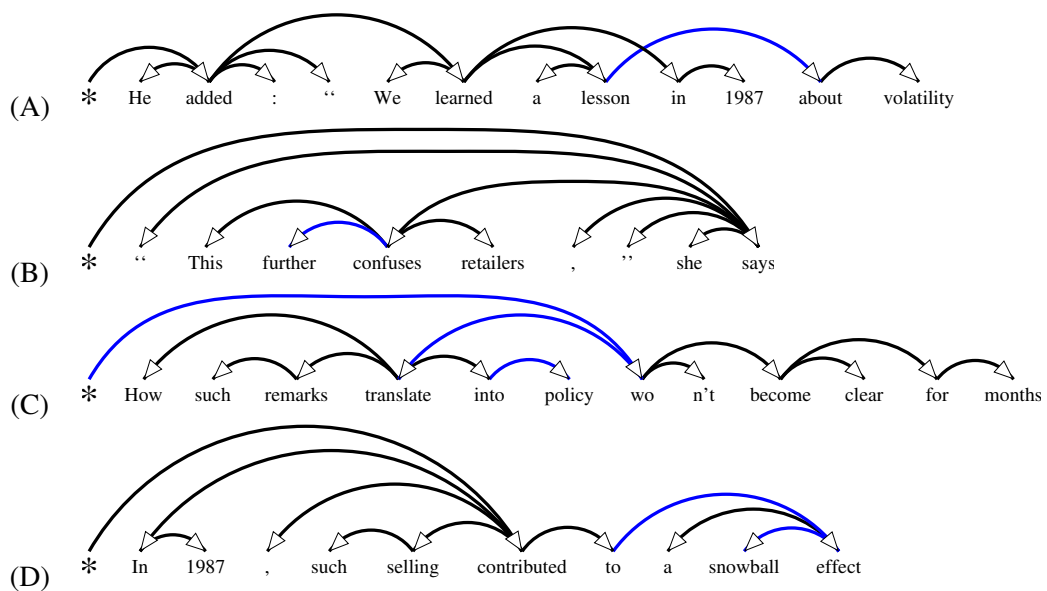 (A) * He added : ‘‘ We learned a lesson in 1987 about volatility
(B) * ‘‘ This further confuses retailers , ’’ she says
(C) * How such remarks translate into policy wo n't become clear for months
(D) * In 1987 , such selling contributed to a snowball effect